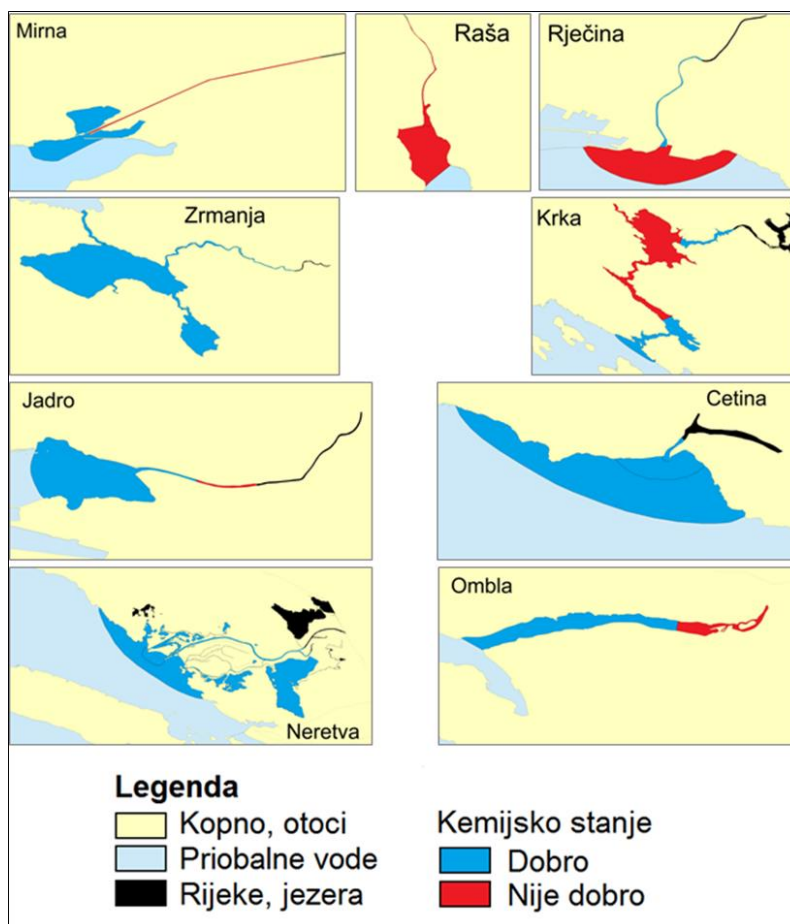 Mirna
Raša
Rječina
Zrmanja
Krka
Jadro
Cetina
Neretva
Ombla
Legenda
Kopno, otoci
Priobalne vode
Rijeke, jezera
Kemijsko stanje
Dobro
Nije dobro